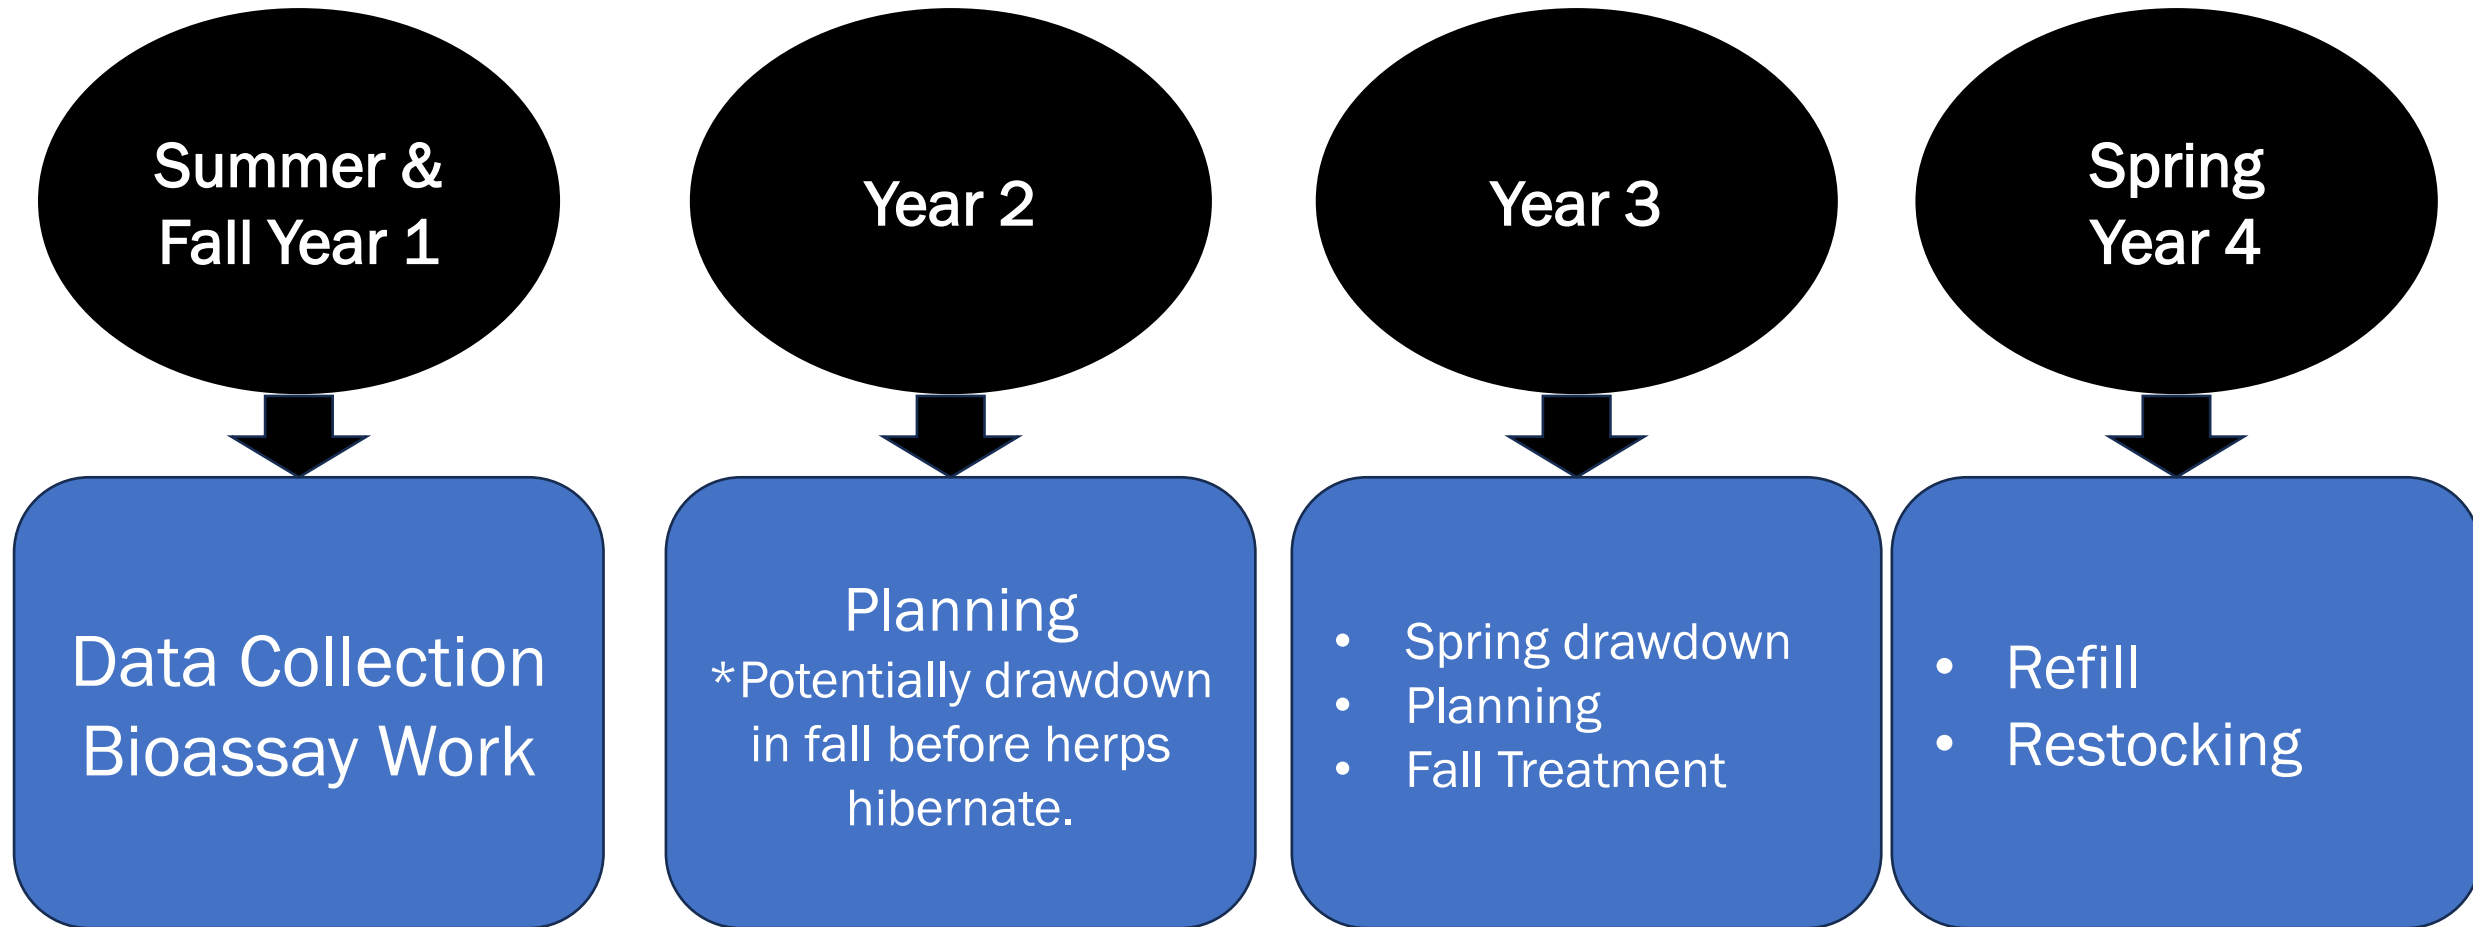 Summer &
Fall Year 1
Year 2
Year 3
Spring
Year 4
Data Collection
Bioassay Work
Planning
*Potentially drawdown
in fall before herps
hibernate.
• Spring drawdown
• Planning
• Fall Treatment
• Refill
• Restocking